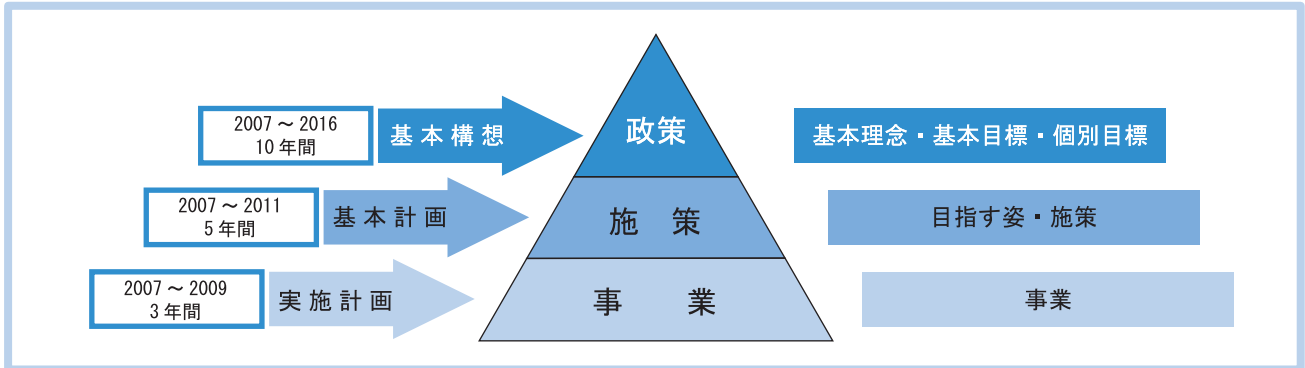 2007～2016
10年間
基本構想
政策
基本理念・基本目標・個別目標
2007～2011
5年間
基本計画
施策
目指す姿・施策
2007～2009
3年間
実施計画
事業
事業